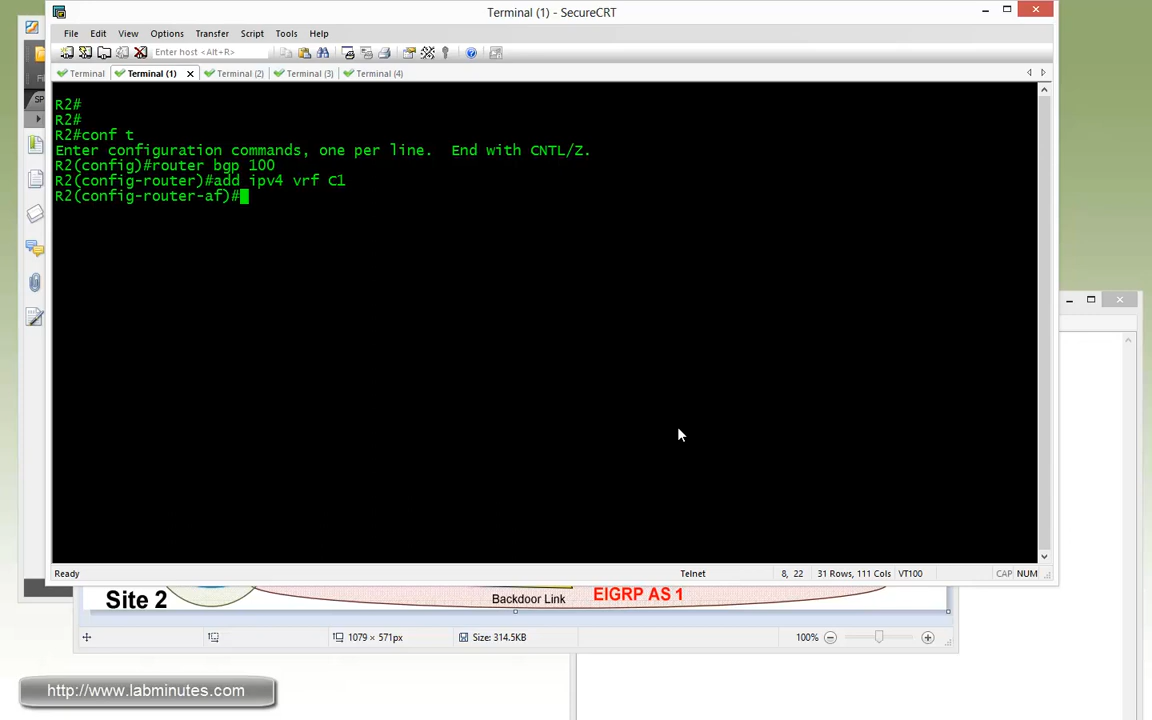 Terminal (1) - SecureCRT
File Edit View Options Transfer Script Tools Help
Enter host <Alt+R>
Terminal Terminal (1) Terminal (2) Terminal (3) Terminal (4)
SP
R2#
R2#
R2#conf t
Enter configuration commands, one per line.  End with CNTL/Z.
R2(config)#router bgp 100
R2(config-router)#add ipv4 vrf C1
R2(config-router-af)#
Ready Telnet 8, 22 31 Rows, 111 Cols VT100 CAP NUM
Site 2 Backdoor Link EIGRP AS 1
1079 × 571px Size: 314.5KB 100%
http://www.labminutes.com